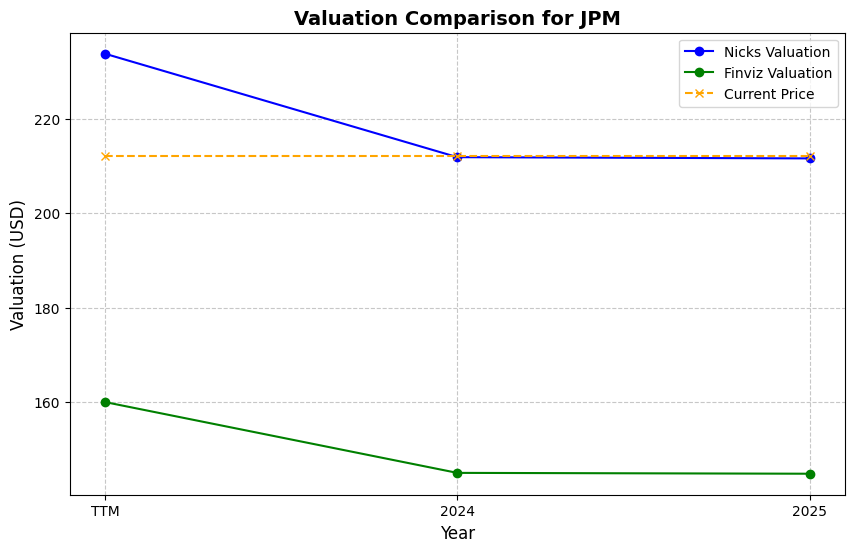 Valuation Comparison for JPM
Nicks Valuation
Finviz Valuation
Current Price
Valuation (USD)
220
200
180
160
TTM
2024
2025
Year